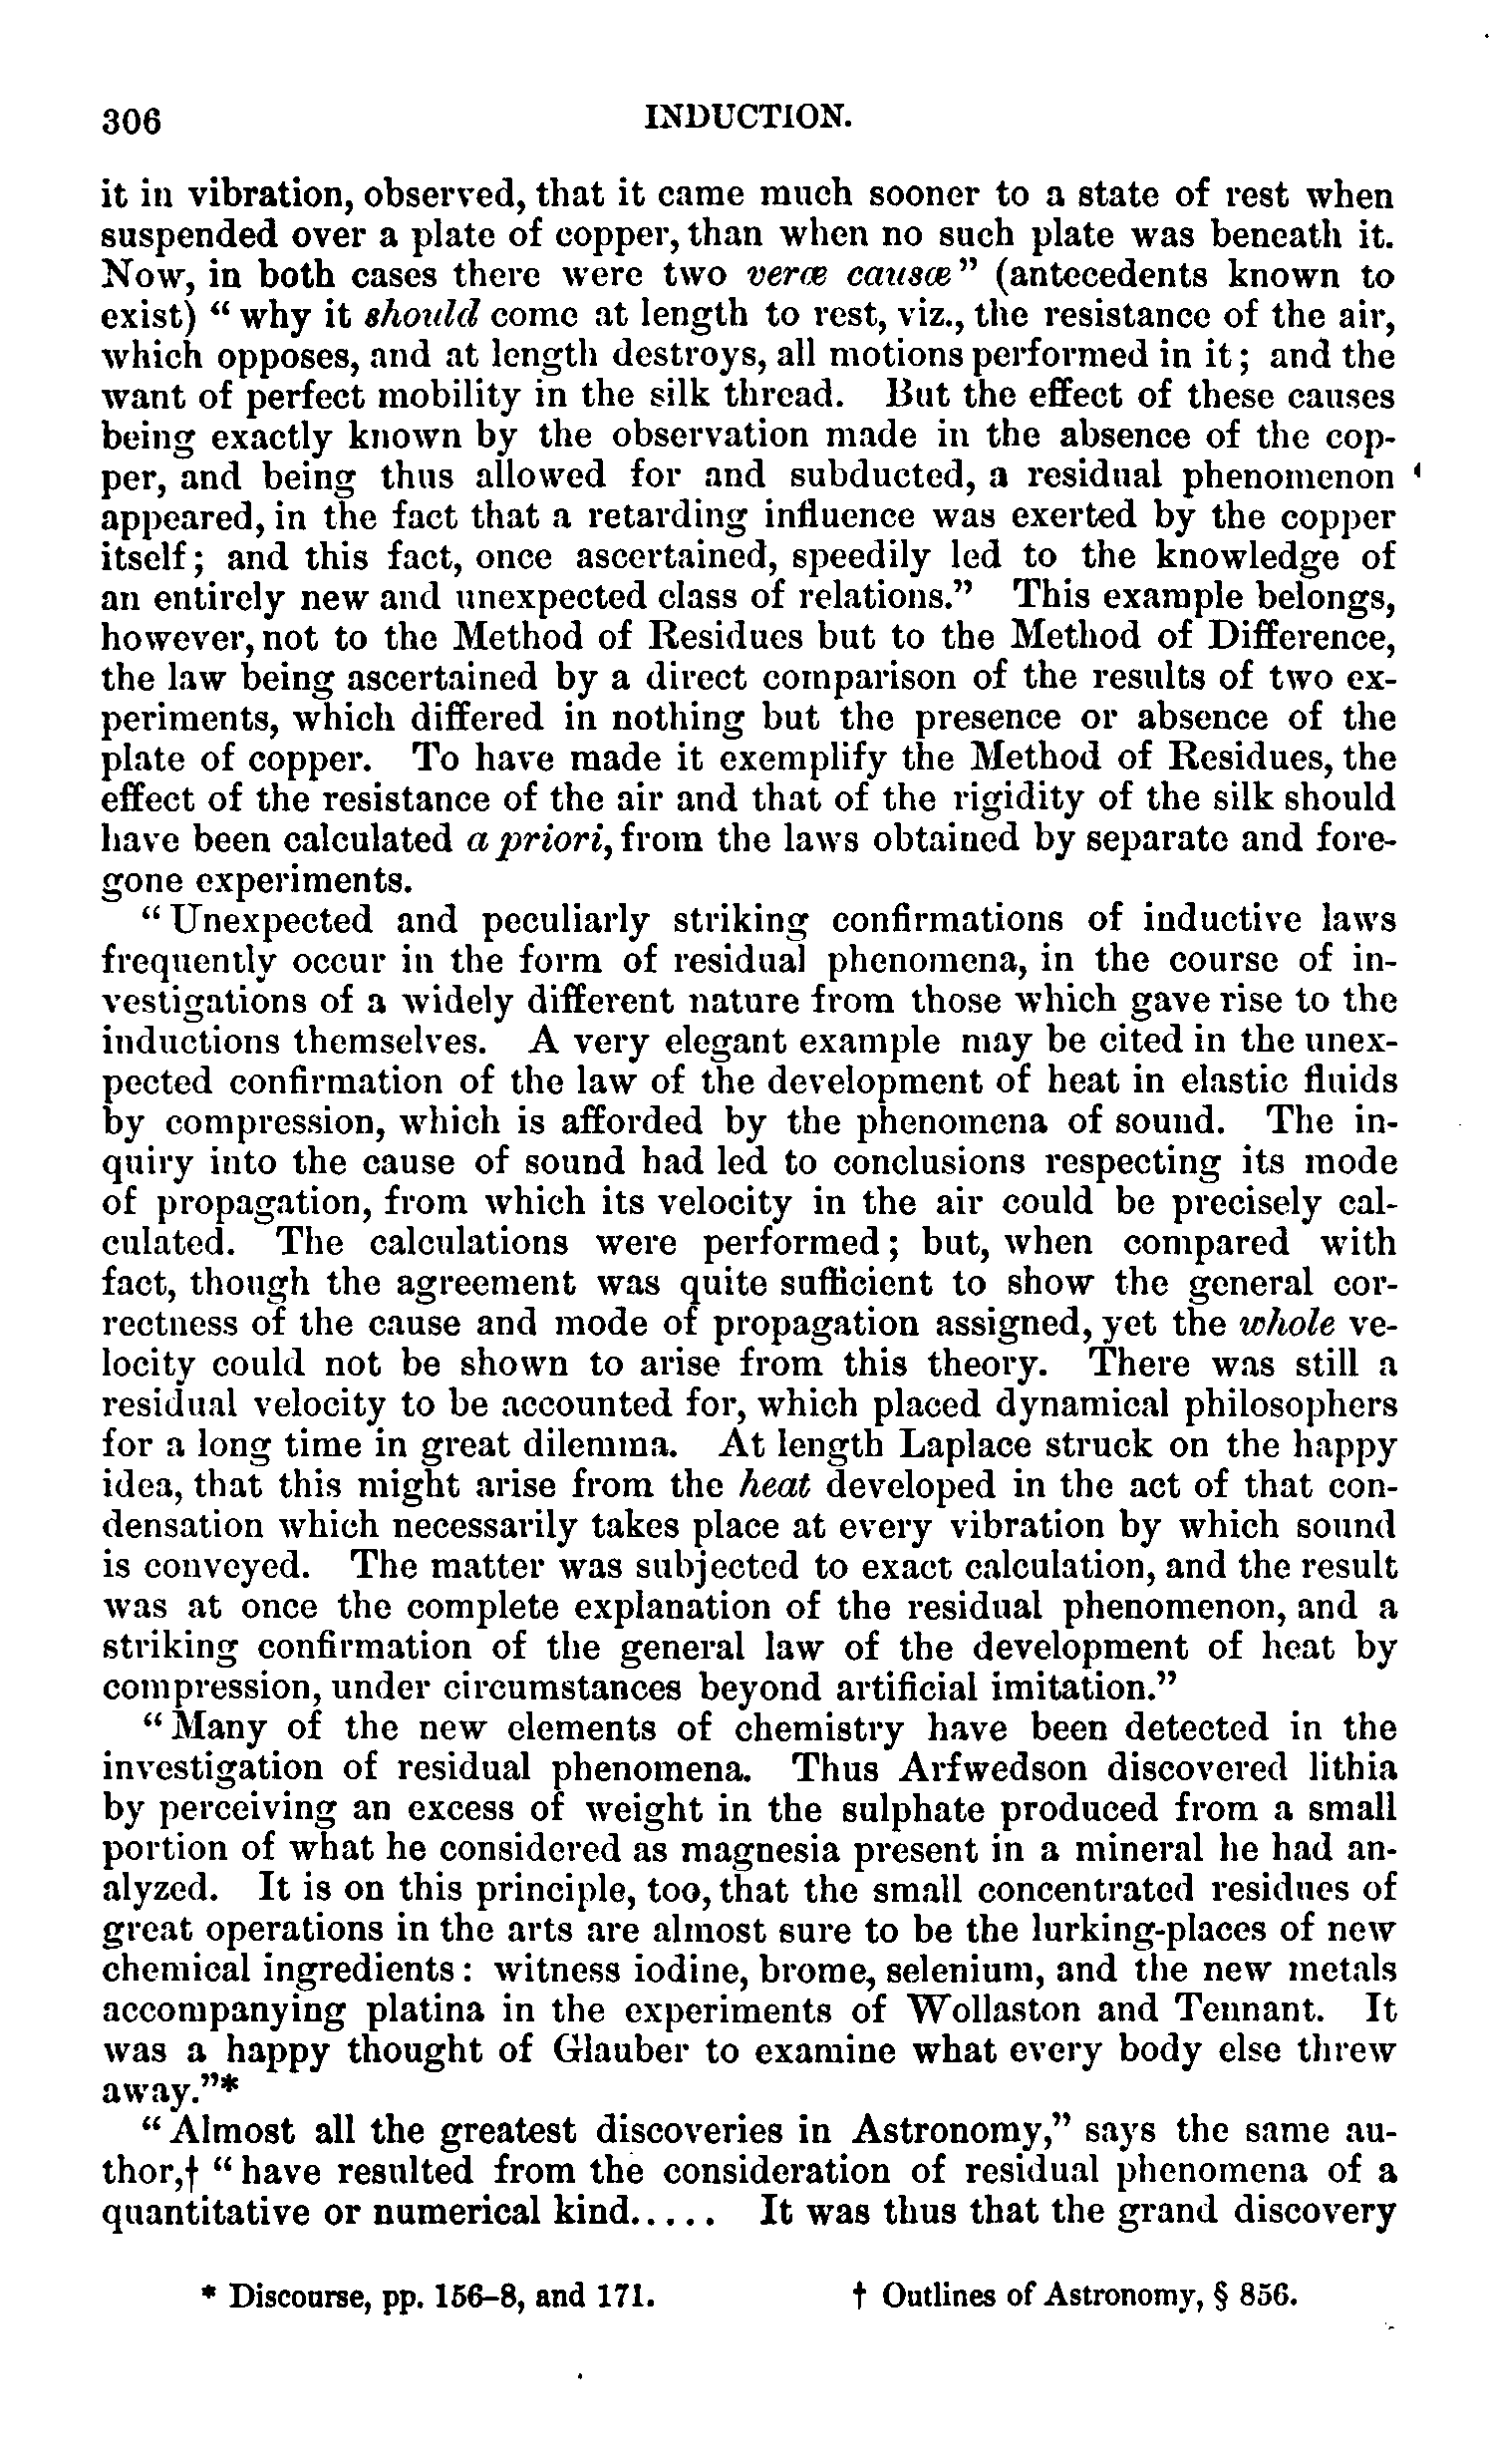 306 INDUCTION.
it in vibration, observed, that it came much sooner to a state of rest when
suspended over a plate of copper, than when no such plate was beneath it.
Now, in both cases there were two veræ causæ” (antecedents known to
exist) “why it should come at length to rest, viz., the resistance of the air,
which opposes, and at length destroys, all motions performed in it; and the
want of perfect mobility in the silk thread. But the effect of these causes
being exactly known by the observation made in the absence of the cop-
per, and being thus allowed for and subducted, a residual phenomenon
appeared, in the fact that a retarding influence was exerted by the copper
itself; and this fact, once ascertained, speedily led to the knowledge of
an entirely new and unexpected class of relations.” This example belongs,
however, not to the Method of Residues but to the Method of Difference,
the law being ascertained by a direct comparison of the results of two ex-
periments, which differed in nothing but the presence or absence of the
plate of copper. To have made it exemplify the Method of Residues, the
effect of the resistance of the air and that of the rigidity of the silk should
have been calculated a priori, from the laws obtained by separate and fore-
gone experiments.
“Unexpected and peculiarly striking confirmations of inductive laws
frequently occur in the form of residual phenomena, in the course of in-
vestigations of a widely different nature from those which gave rise to the
inductions themselves. A very elegant example may be cited in the unex-
pected confirmation of the law of the development of heat in elastic fluids
by compression, which is afforded by the phenomena of sound. The in-
quiry into the cause of sound had led to conclusions respecting its mode
of propagation, from which its velocity in the air could be precisely cal-
culated. The calculations were performed; but, when compared with
fact, though the agreement was quite sufficient to show the general cor-
rectness of the cause and mode of propagation assigned, yet the whole ve-
locity could not be shown to arise from this theory. There was still a
residual velocity to be accounted for, which placed dynamical philosophers
for a long time in great dilemma. At length Laplace struck on the happy
idea, that this might arise from the heat developed in the act of that con-
densation which necessarily takes place at every vibration by which sound
is conveyed. The matter was subjected to exact calculation, and the result
was at once the complete explanation of the residual phenomenon, and a
striking confirmation of the general law of the development of heat by
compression, under circumstances beyond artificial imitation.”
“Many of the new elements of chemistry have been detected in the
investigation of residual phenomena. Thus Arfwedson discovered lithia
by perceiving an excess of weight in the sulphate produced from a small
portion of what he considered as magnesia present in a mineral he had an-
alyzed. It is on this principle, too, that the small concentrated residues of
great operations in the arts are almost sure to be the lurking-places of new
chemical ingredients: witness iodine, brome, selenium, and the new metals
accompanying platina in the experiments of Wollaston and Tennant. It
was a happy thought of Glauber to examine what every body else threw
away.”*
“Almost all the greatest discoveries in Astronomy,” says the same au-
thor,† “have resulted from the consideration of residual phenomena of a
quantitative or numerical kind..... It was thus that the grand discovery
* Discourse, pp. 156–8, and 171. † Outlines of Astronomy, § 856.